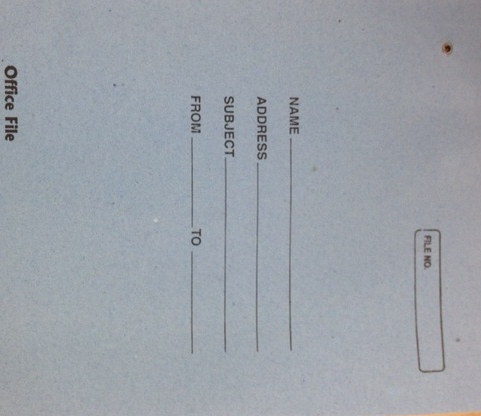 FILE NO.
NAME
ADDRESS
SUBJECT
FROM TO
Office File